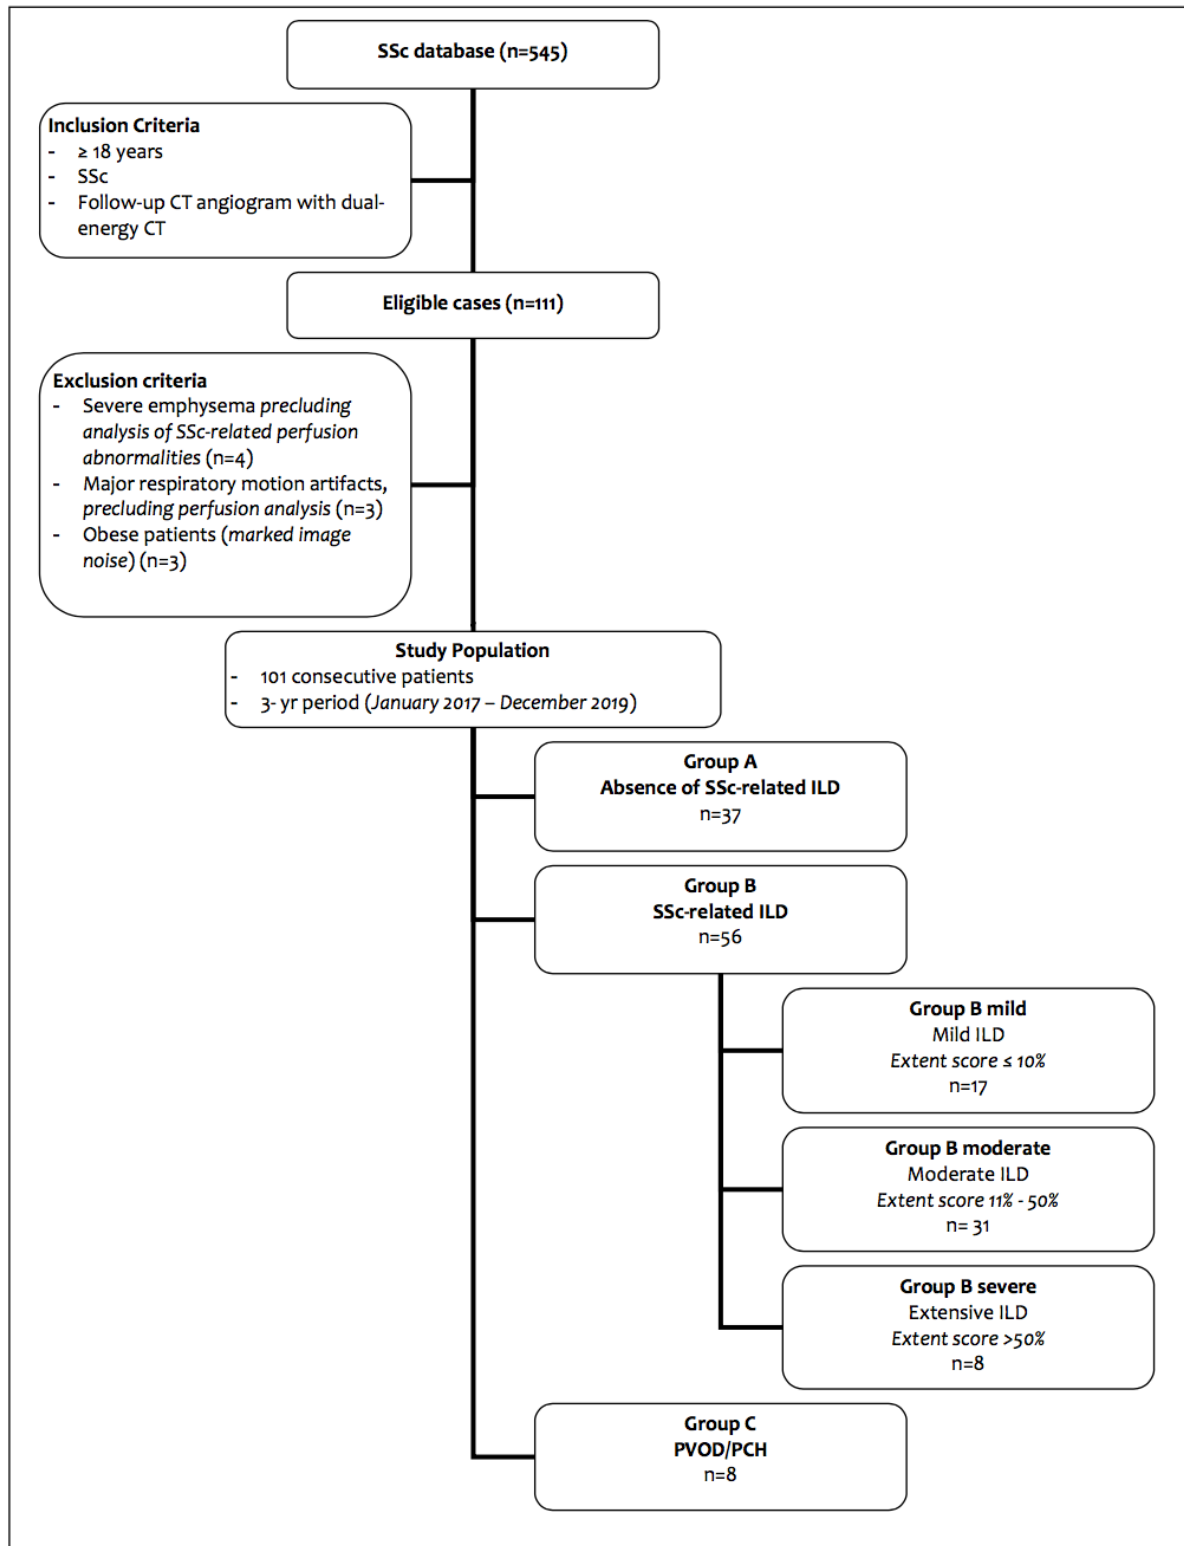 SSc database (n=545)
Inclusion Criteria
- ≥ 18 years
- SSc
- Follow-up CT angiogram with dual-
energy CT
Eligible cases (n=111)
Exclusion criteria
- Severe emphysema precluding
analysis of SSc-related perfusion
abnormalities (n=4)
- Major respiratory motion artifacts,
precluding perfusion analysis (n=3)
- Obese patients (marked image
noise) (n=3)
Study Population
- 101 consecutive patients
- 3- yr period (January 2017 – December 2019)
Group A
Absence of SSc-related ILD
n=37
Group B
SSc-related ILD
n=56
Group B mild
Mild ILD
Extent score ≤ 10%
n=17
Group B moderate
Moderate ILD
Extent score 11% - 50%
n= 31
Group B severe
Extensive ILD
Extent score >50%
n=8
Group C
PVOD/PCH
n=8